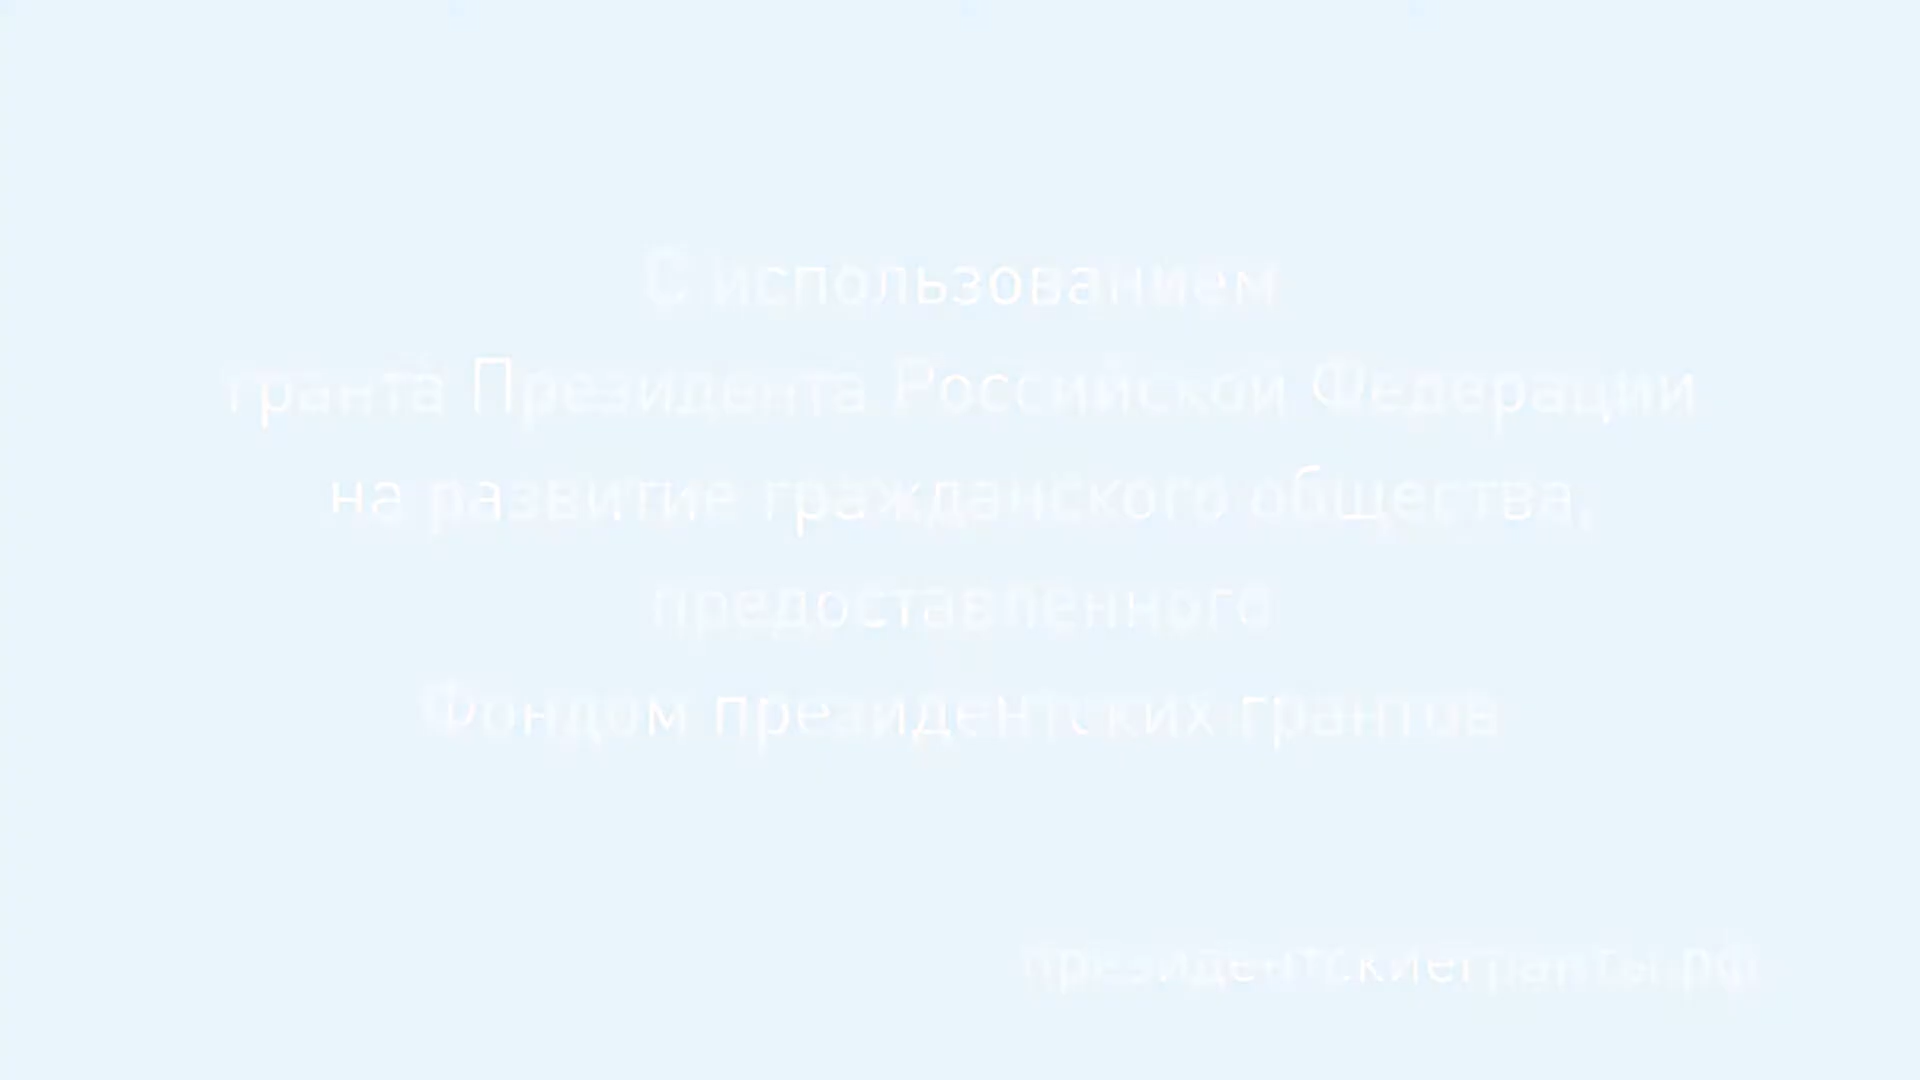 С использованием
гранта Президента Российской Федерации
на развитие гражданского общества,
предоставленного
Фондом президентских грантов
президентскиегранты.рф